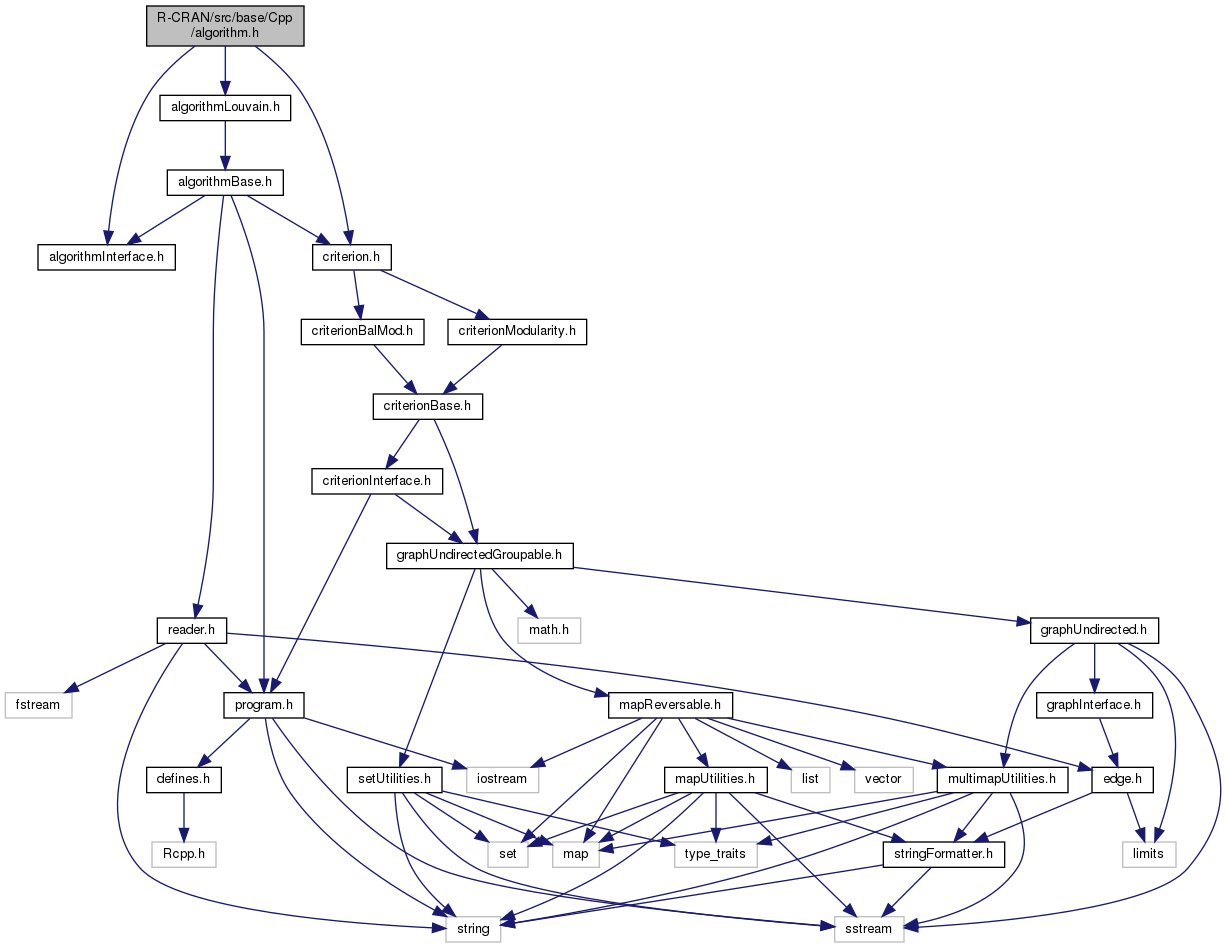 R-CRAN/src/base/Cpp
/algorithm.h
algorithmLouvain.h
algorithmBase.h
algorithmInterface.h
criterion.h
criterionBalMod.h
criterionModularity.h
criterionBase.h
criterionInterface.h
graphUndirectedGroupable.h
reader.h
math.h
graphUndirected.h
fstream
program.h
mapReversable.h
graphInterface.h
defines.h
iostream
setUtilities.h
mapUtilities.h
list
vector
multimapUtilities.h
edge.h
Rcpp.h
set
map
type_traits
stringFormatter.h
limits
string
sstream